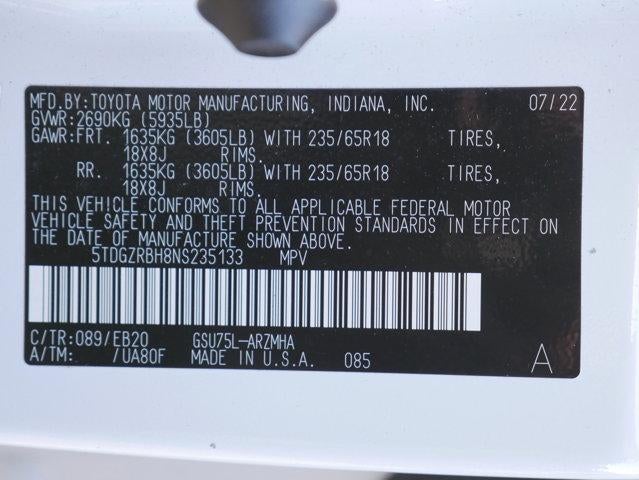 MFD.BY:TOYOTA MOTOR MANUFACTURING, INDIANA, INC. 07/22
GVWR:2690KG (5935LB)
GAWR:FRT. 1635KG (3605LB) WITH 235/65R18 TIRES,
18X8J RIMS.
RR. 1635KG (3605LB) WITH 235/65R18 TIRES,
18X8J RIMS.
THIS VEHICLE CONFORMS TO ALL APPLICABLE FEDERAL MOTOR
VEHICLE SAFETY AND THEFT PREVENTION STANDARDS IN EFFECT ON
THE DATE OF MANUFACTURE SHOWN ABOVE.
5TDGZRBH8NS235133 MPV
C/TR:089/EB20 GSU75L-ARZMHA
A/TM: /UA80F MADE IN U.S.A. 085 A